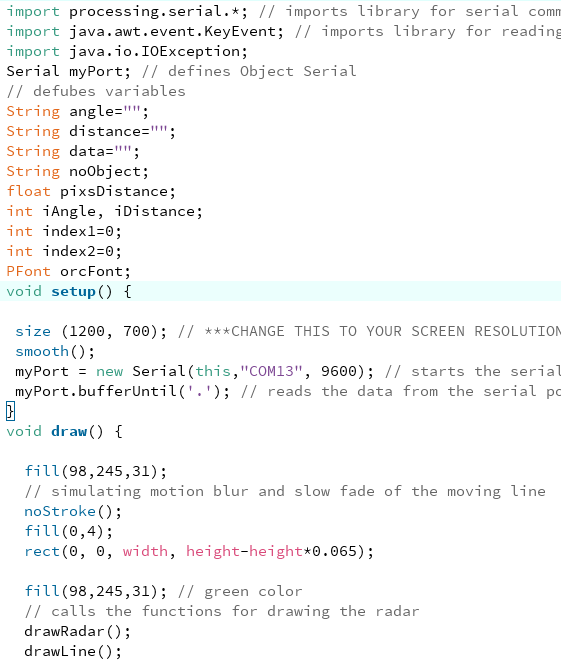 import processing.serial.*; // imports library for serial comm
import java.awt.event.KeyEvent; // imports library for reading
import java.io.IOException;
Serial myPort; // defines Object Serial
// defubes variables
String angle="";
String distance="";
String data="";
String noObject;
float pixsDistance;
int iAngle, iDistance;
int index1=0;
int index2=0;
PFont orcFont;
void setup() {
size (1200, 700); // ***CHANGE THIS TO YOUR SCREEN RESOLUTION
smooth();
myPort = new Serial(this,"COM13", 9600); // starts the serial
myPort.bufferUntil('.'); // reads the data from the serial po
}
void draw() {
fill(98,245,31);
// simulating motion blur and slow fade of the moving line
noStroke();
fill(0,4);
rect(0, 0, width, height-height*0.065);
fill(98,245,31); // green color
// calls the functions for drawing the radar
drawRadar();
drawLine();